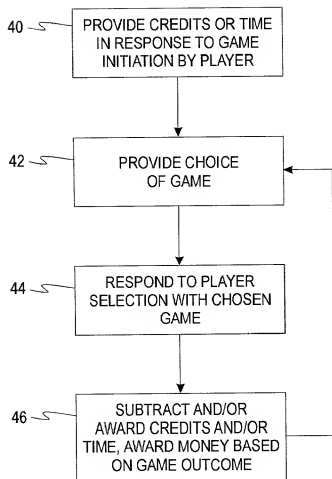 40
PROVIDE CREDITS OR TIME
IN RESPONSE TO GAME
INITIATION BY PLAYER
42
PROVIDE CHOICE
OF GAME
44
RESPOND TO PLAYER
SELECTION WITH CHOSEN
GAME
46
SUBTRACT AND/OR
AWARD CREDITS AND/OR
TIME, AWARD MONEY BASED
ON GAME OUTCOME